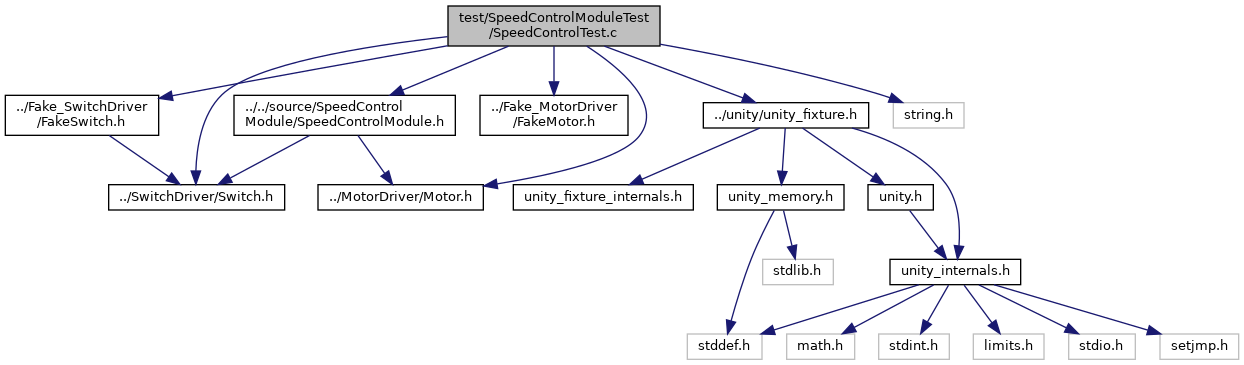 test/SpeedControlModuleTest
/SpeedControlTest.c
../Fake_SwitchDriver
/FakeSwitch.h
../../source/SpeedControl
Module/SpeedControlModule.h
../Fake_MotorDriver
/FakeMotor.h
../unity/unity_fixture.h
string.h
../SwitchDriver/Switch.h
../MotorDriver/Motor.h
unity_fixture_internals.h
unity_memory.h
unity.h
stdlib.h
unity_internals.h
stddef.h
math.h
stdint.h
limits.h
stdio.h
setjmp.h